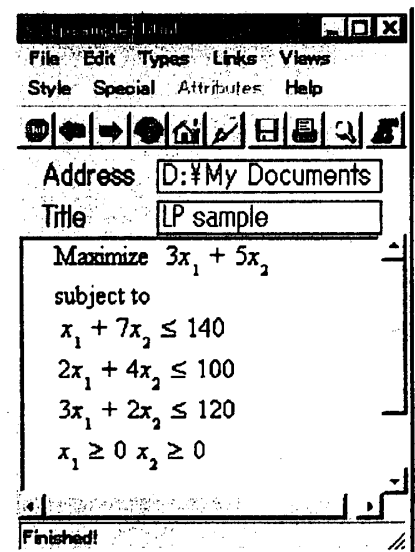 File Edit Types Links Views
Style Special Attributes Help
Address D:¥My Documents
Title LP sample
Maximize 3x₁ + 5x₂
subject to
x₁ + 7x₂ ≤ 140
2x₁ + 4x₂ ≤ 100
3x₁ + 2x₂ ≤ 120
x₁ ≥ 0 x₂ ≥ 0
Finished!